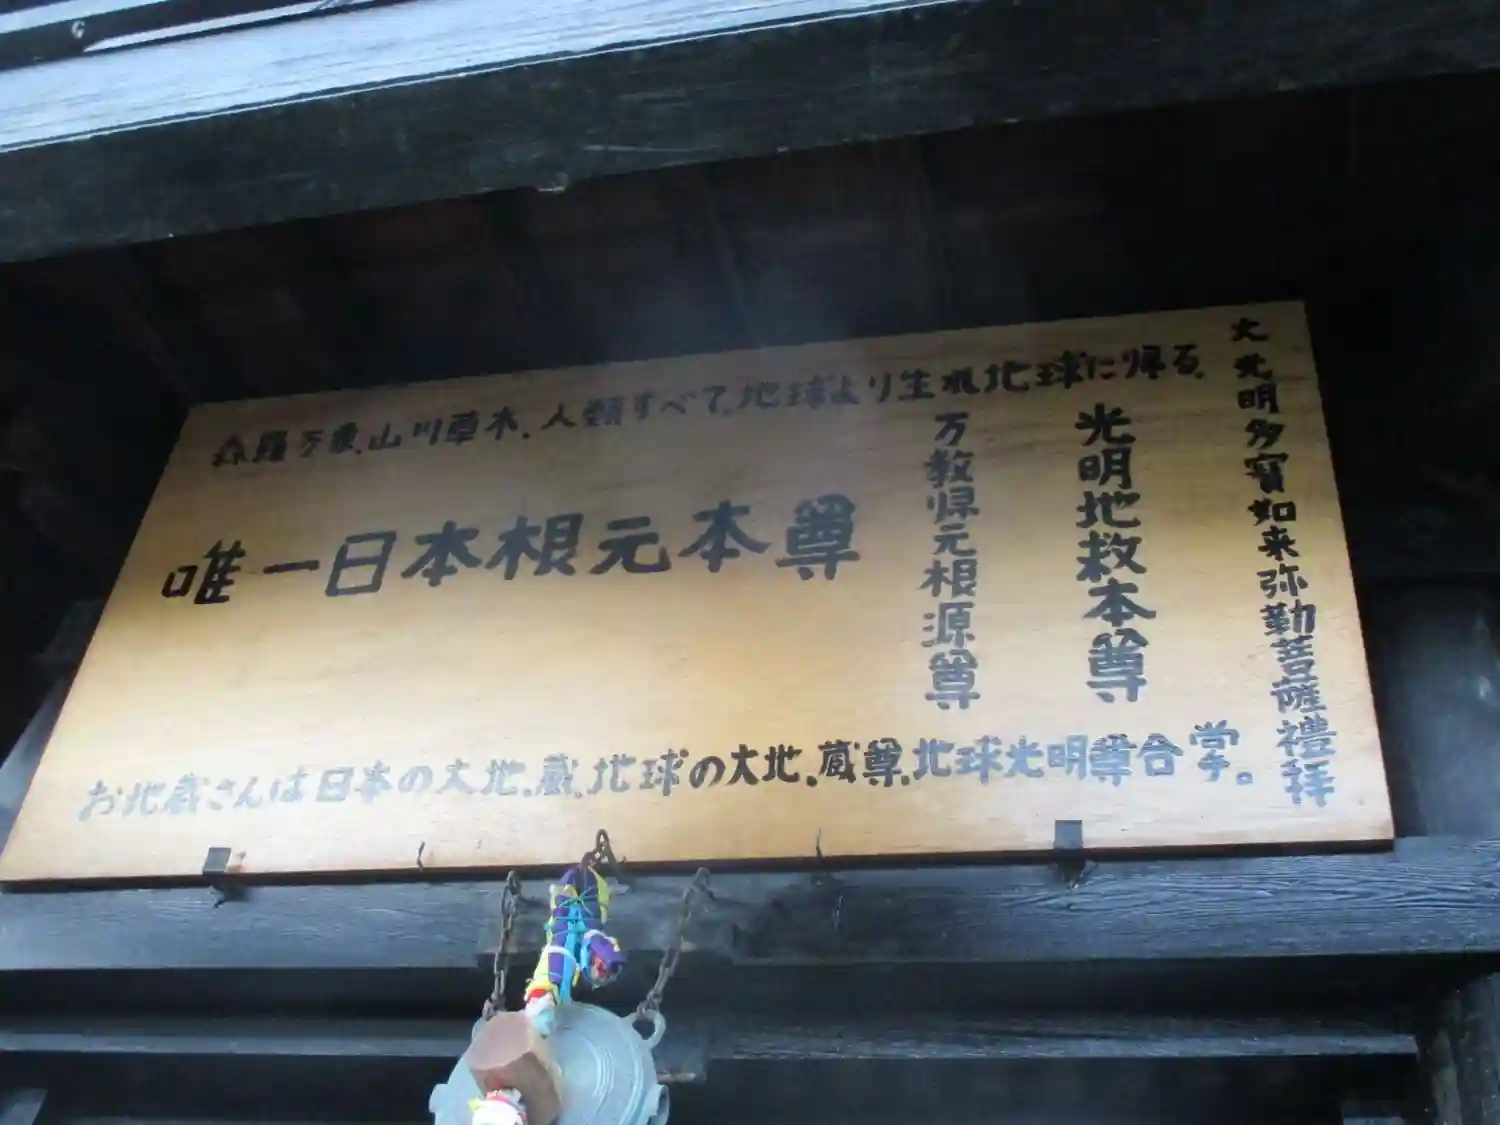 大光明多寶如来弥勒菩薩禮拝
森羅万象、山川草木、人類すべて、地球より生れ地球に帰る。
光明地救本尊
万教帰元根源尊
唯一日本根元本尊
お地蔵さんは日本の大地、蔵、地球の大地、蔵尊、地球光明尊合掌。